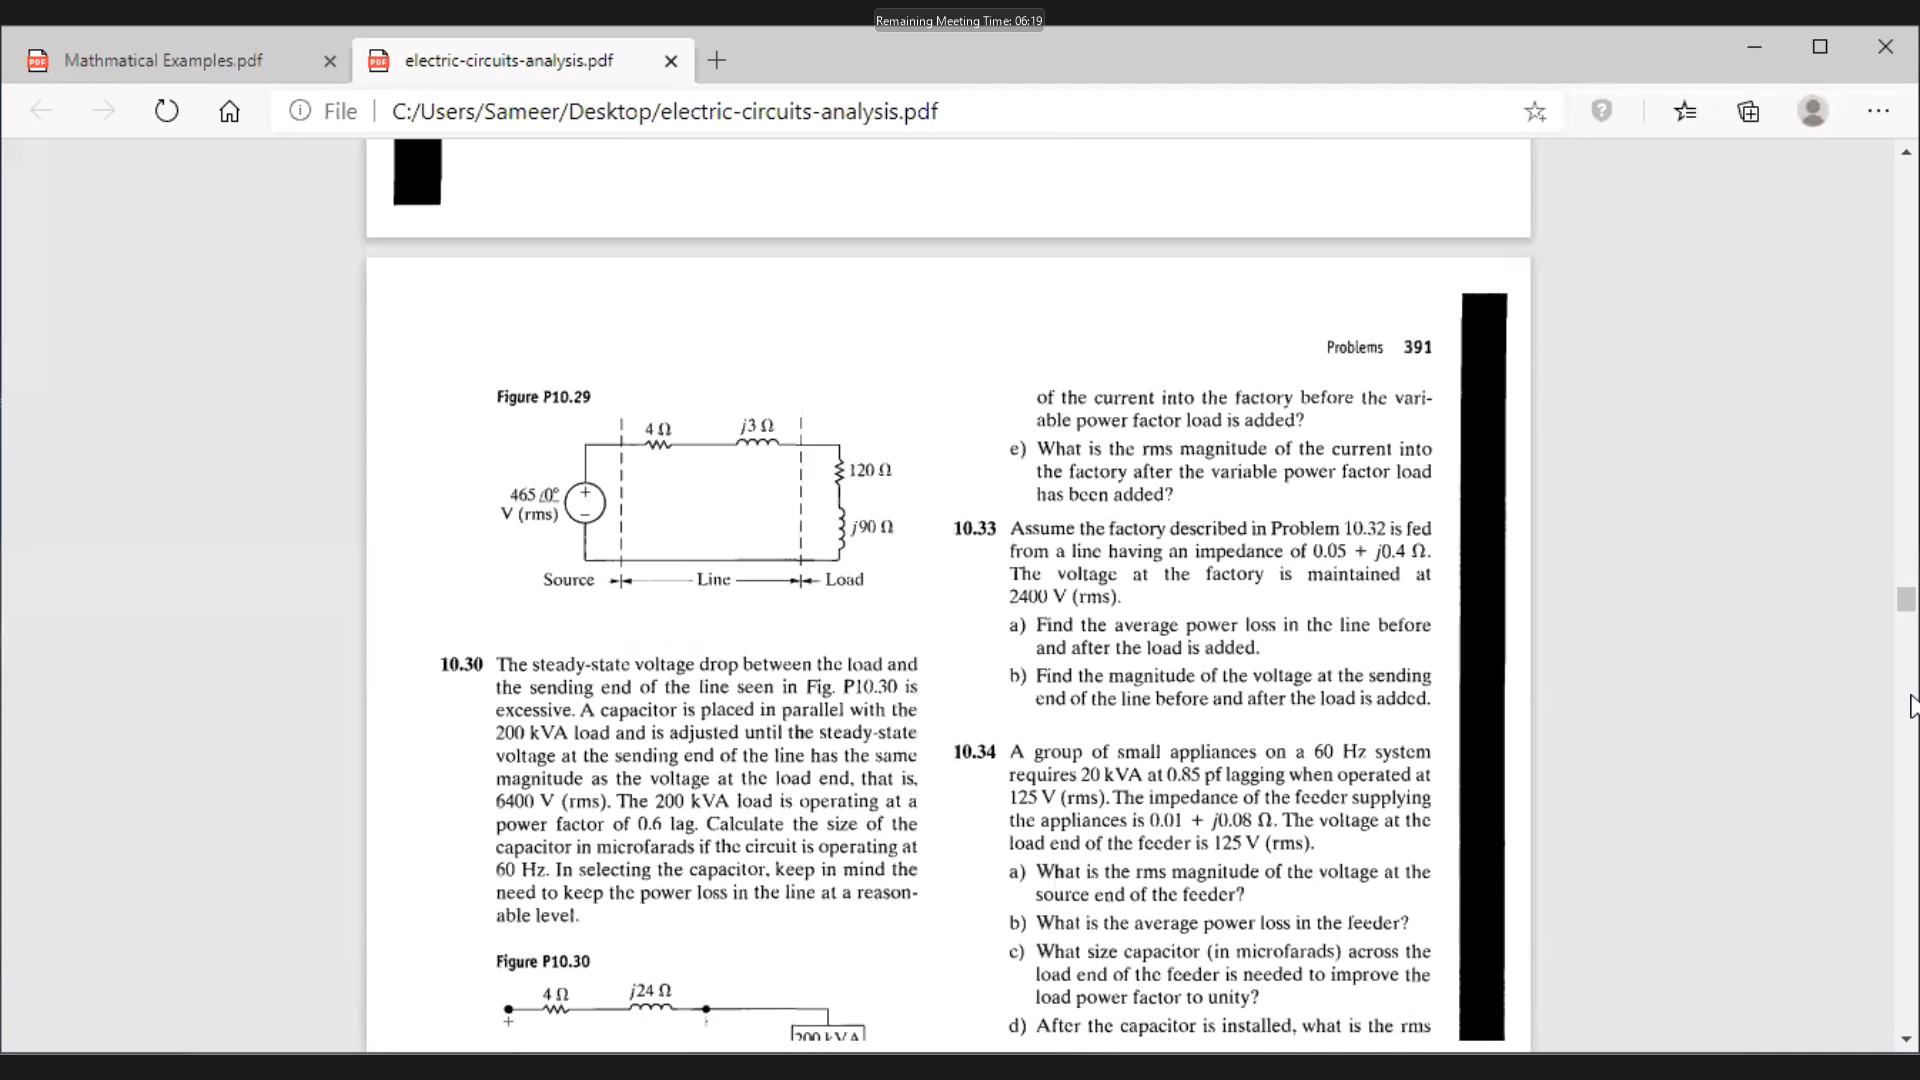 Remaining Meeting Time: 06:19
Mathmatical Examples.pdf
electric-circuits-analysis.pdf
File
C:/Users/Sameer/Desktop/electric-circuits-analysis.pdf
Problems 391
Figure P10.29
4 Ω
j3 Ω
120 Ω
465 /0°
V (rms)
+
−
j90 Ω
Source
Line
Load
10.30 The steady-state voltage drop between the load and
the sending end of the line seen in Fig. P10.30 is
excessive. A capacitor is placed in parallel with the
200 kVA load and is adjusted until the steady-state
voltage at the sending end of the line has the same
magnitude as the voltage at the load end, that is,
6400 V (rms). The 200 kVA load is operating at a
power factor of 0.6 lag. Calculate the size of the
capacitor in microfarads if the circuit is operating at
60 Hz. In selecting the capacitor, keep in mind the
need to keep the power loss in the line at a reason-
able level.
Figure P10.30
4 Ω
j24 Ω
+
200 kVA
of the current into the factory before the vari-
able power factor load is added?
e) What is the rms magnitude of the current into
the factory after the variable power factor load
has been added?
10.33 Assume the factory described in Problem 10.32 is fed
from a line having an impedance of 0.05 + j0.4 Ω.
The voltage at the factory is maintained at
2400 V (rms).
a) Find the average power loss in the line before
and after the load is added.
b) Find the magnitude of the voltage at the sending
end of the line before and after the load is added.
10.34 A group of small appliances on a 60 Hz system
requires 20 kVA at 0.85 pf lagging when operated at
125 V (rms). The impedance of the feeder supplying
the appliances is 0.01 + j0.08 Ω. The voltage at the
load end of the feeder is 125 V (rms).
a) What is the rms magnitude of the voltage at the
source end of the feeder?
b) What is the average power loss in the feeder?
c) What size capacitor (in microfarads) across the
load end of the feeder is needed to improve the
load power factor to unity?
d) After the capacitor is installed, what is the rms